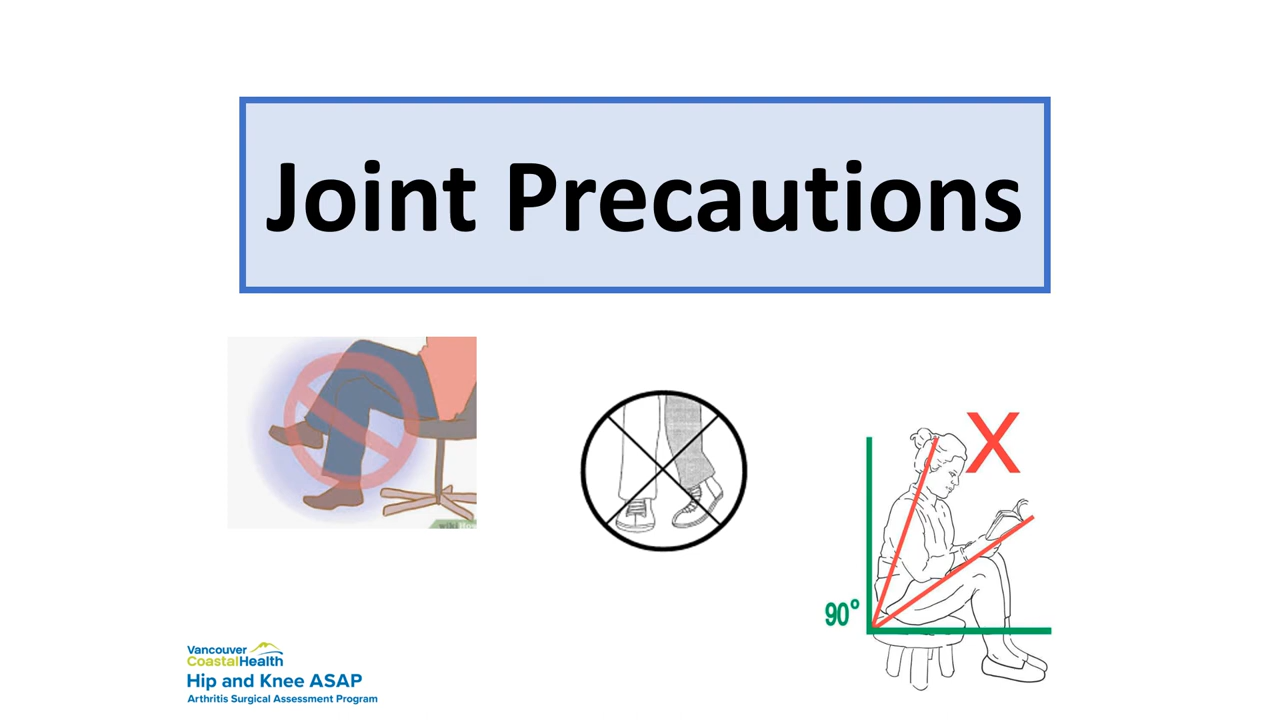 Joint Precautions
X
90°
Vancouver
CoastalHealth
Hip and Knee ASAP
Arthritis Surgical Assessment Program